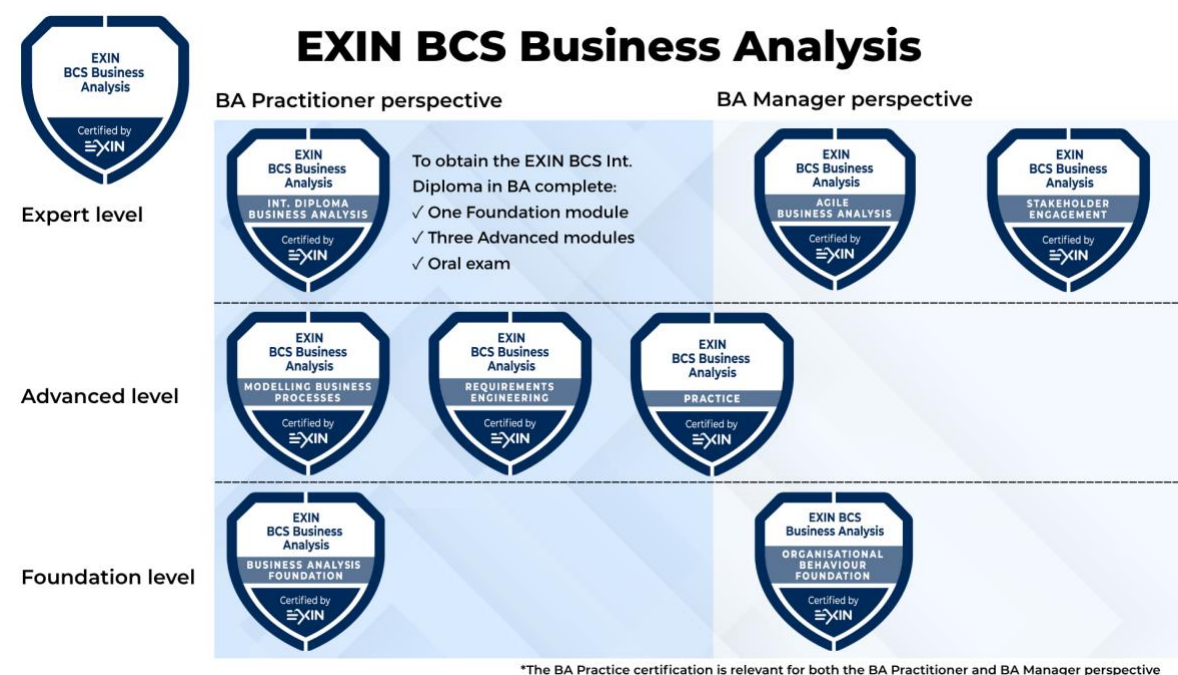 EXIN
BCS Business
Analysis
Certified by
EXIN
EXIN BCS Business Analysis
BA Practitioner perspective
BA Manager perspective
Expert level
EXIN
BCS Business
Analysis
INT. DIPLOMA
BUSINESS ANALYSIS
Certified by
EXIN
To obtain the EXIN BCS Int.
Diploma in BA complete:
✓ One Foundation module
✓ Three Advanced modules
✓ Oral exam
EXIN
BCS Business
Analysis
AGILE
BUSINESS ANALYSIS
Certified by
EXIN
EXIN
BCS Business
Analysis
STAKEHOLDER
ENGAGEMENT
Certified by
EXIN
Advanced level
EXIN
BCS Business
Analysis
MODELLING BUSINESS
PROCESSES
Certified by
EXIN
EXIN
BCS Business
Analysis
REQUIREMENTS
ENGINEERING
Certified by
EXIN
EXIN
BCS Business
Analysis
PRACTICE
Certified by
EXIN
Foundation level
EXIN
BCS Business
Analysis
BUSINESS ANALYSIS
FOUNDATION
Certified by
EXIN
EXIN BCS
Business Analysis
ORGANISATIONAL
BEHAVIOUR
FOUNDATION
Certified by
EXIN
*The BA Practice certification is relevant for both the BA Practitioner and BA Manager perspective